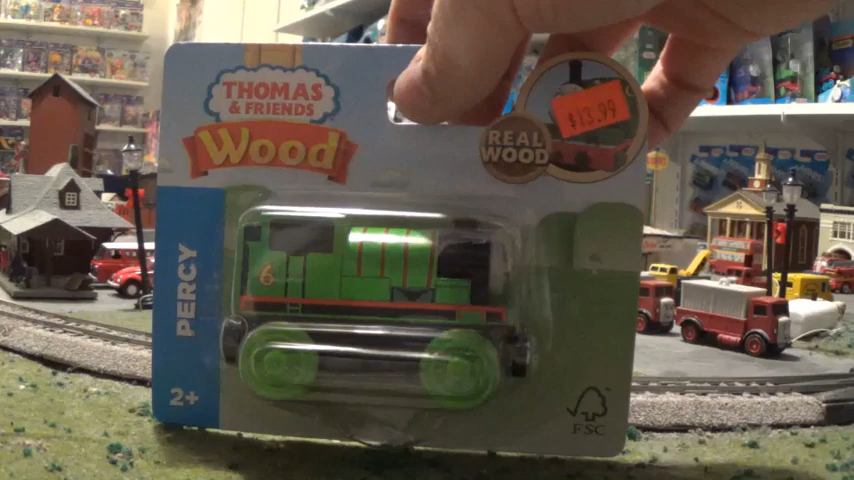 THOMAS
& FRIENDS
Wood
REAL
WOOD
$13.99
PERCY
6
2+
FSC